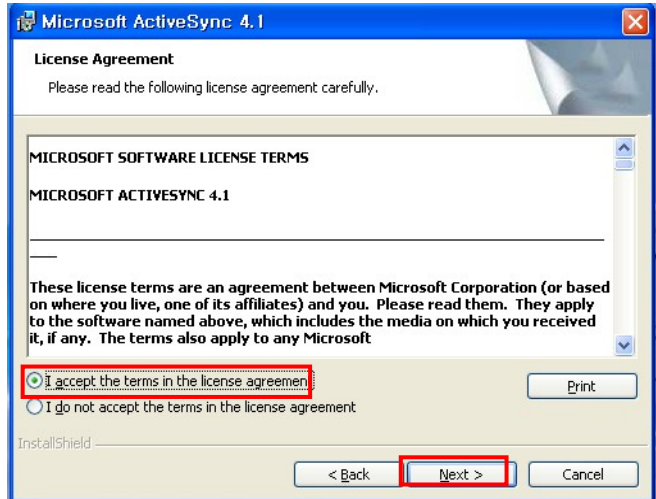 Microsoft ActiveSync 4.1
License Agreement
Please read the following license agreement carefully.
MICROSOFT SOFTWARE LICENSE TERMS
MICROSOFT ACTIVESYNC 4.1
These license terms are an agreement between Microsoft Corporation (or based
on where you live, one of its affiliates) and you. Please read them. They apply
to the software named above, which includes the media on which you received
it, if any. The terms also apply to any Microsoft
I accept the terms in the license agreement
Print
I do not accept the terms in the license agreement
InstallShield
< Back
Next >
Cancel